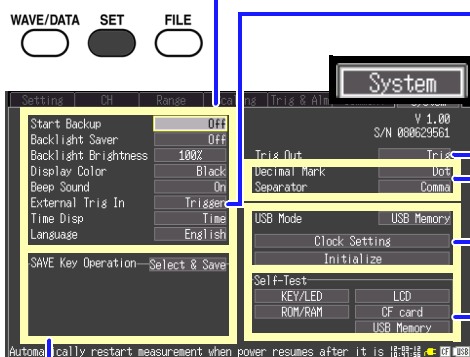 WAVE/DATA SET FILE
System
Setting CH Range ing Trig & Alm
V 1.00
S/N 080629561
Start Backup Off
Backlight Saver Off
Backlight Brightness 100%
Display Color Black
Beep Sound On
External Trig In Trigger
Time Disp Time
Language English
Trig Out Trig
Decimal Mark Dot
Separator Comma
USB Mode USB Memory
Clock Setting
Initialize
SAVE Key Operation Select & Save
Self-Test
KEY/LED LCD
ROM/RAM CF card
USB Memory
Automatically restart measurement when power resumes after it is
CF USB